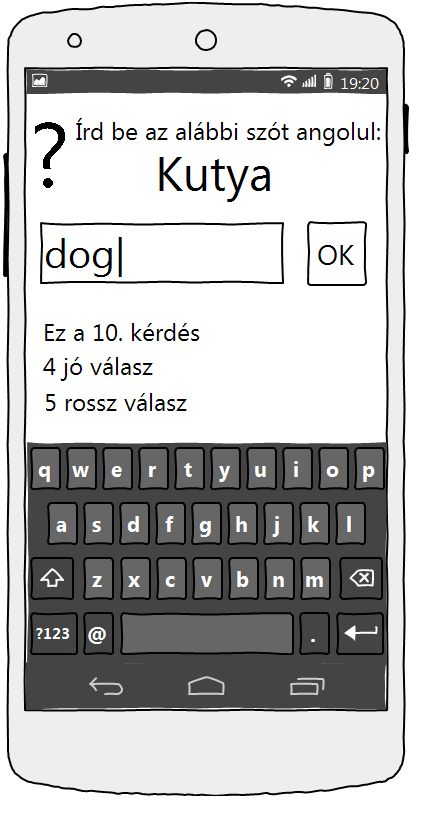 19:20
? Írd be az alábbi szót angolul:
Kutya
dog| OK
Ez a 10. kérdés
4 jó válasz
5 rossz válasz
q w e r t y u i o p
a s d f g h j k l
z x c v b n m
?123 @ .